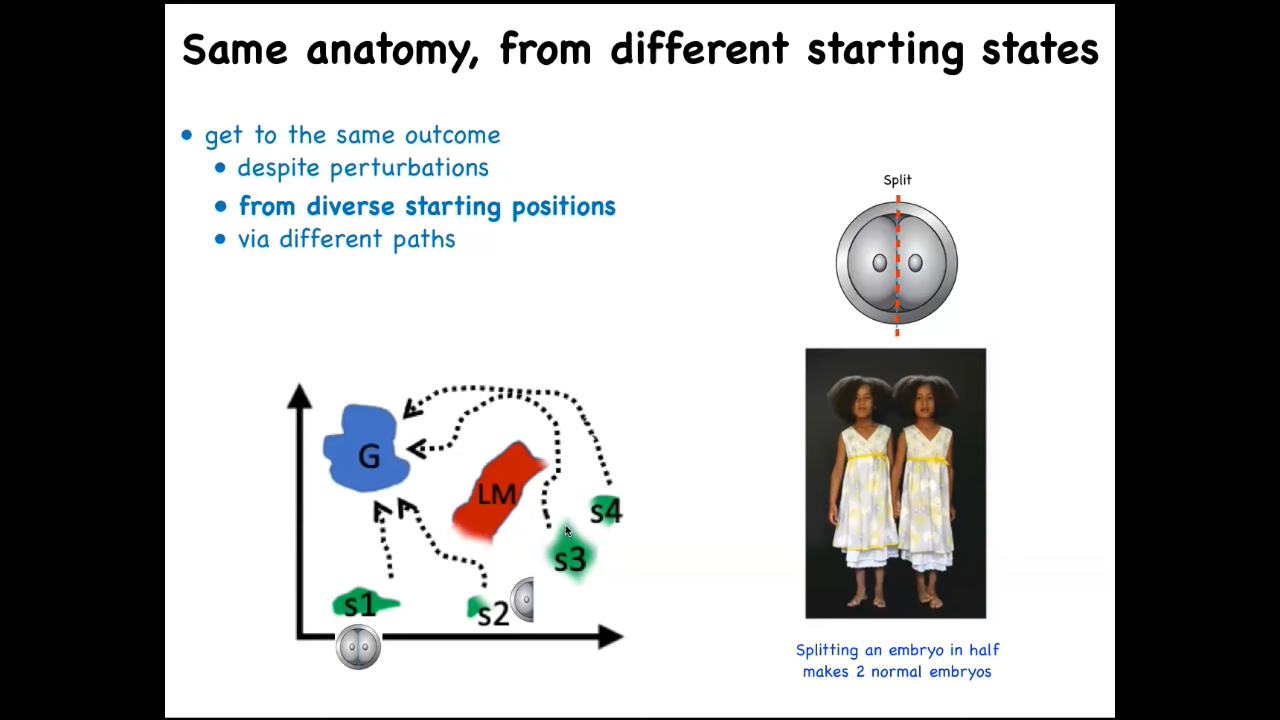 Same anatomy, from different starting states
• get to the same outcome
• despite perturbations
• from diverse starting positions
• via different paths
Split
G
LM
s4
s3
s1
s2
Splitting an embryo in half
makes 2 normal embryos